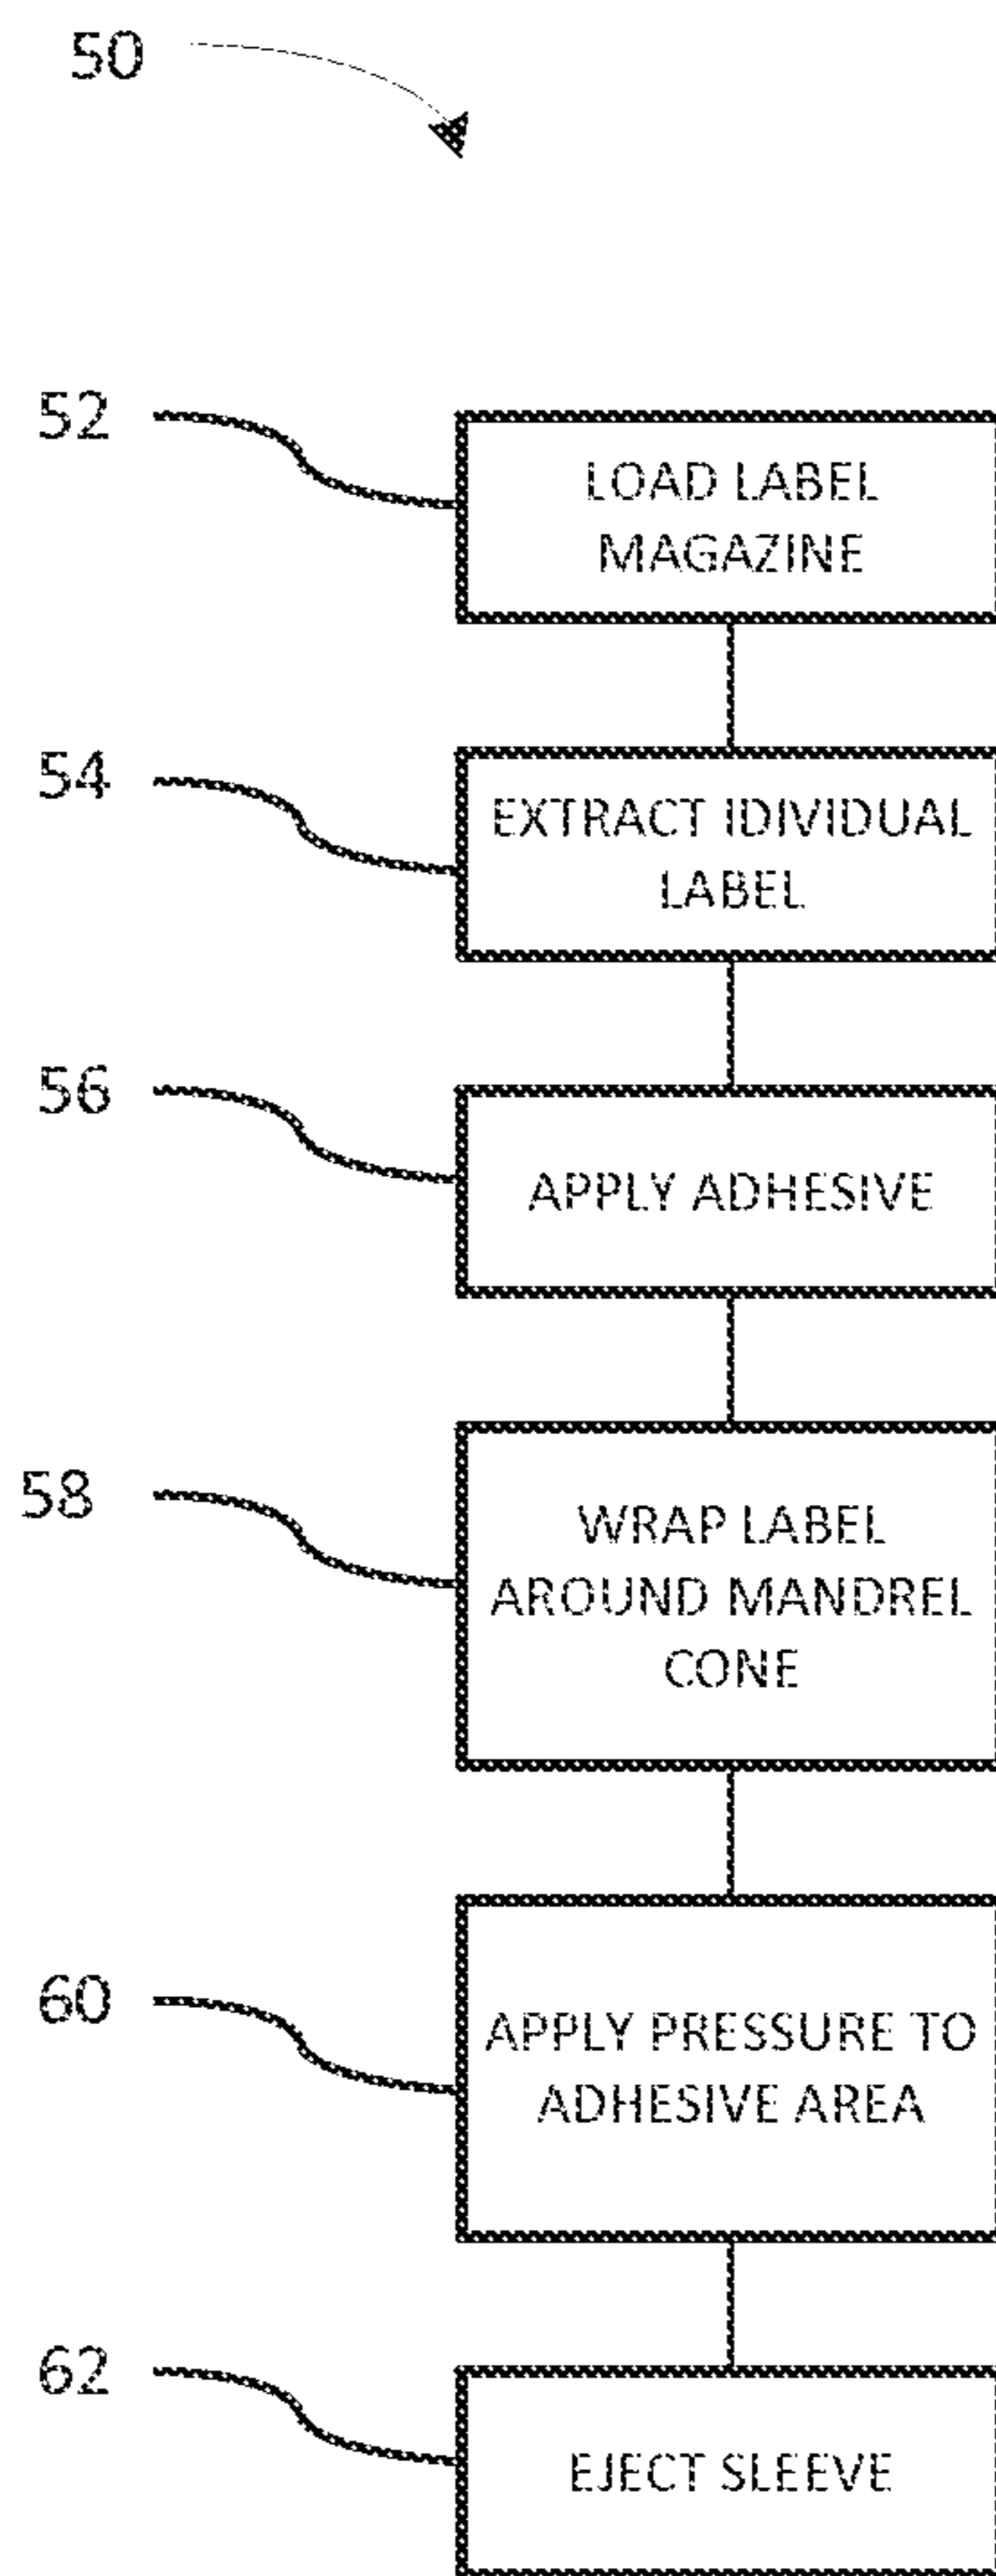 50
52
LOAD LABEL
MAGAZINE
54
EXTRACT IDIVIDUAL
LABEL
56
APPLY ADHESIVE
58
WRAP LABEL
AROUND MANDREL
CONE
60
APPLY PRESSURE TO
ADHESIVE AREA
62
EJECT SLEEVE